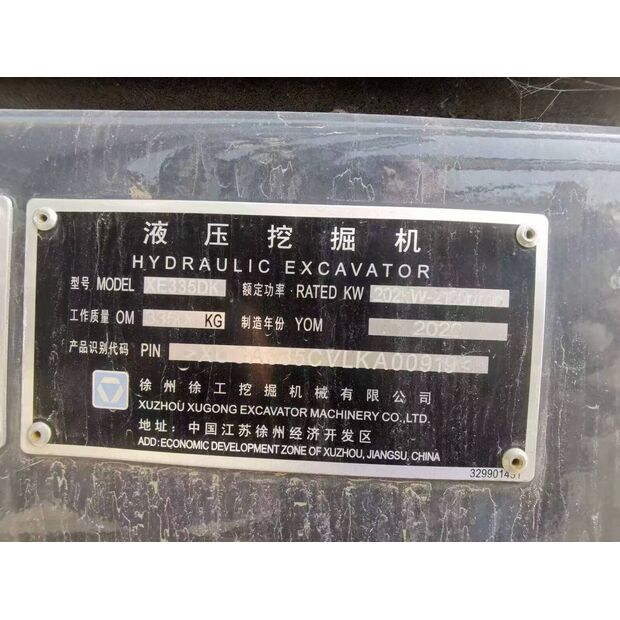 液压挖掘机
HYDRAULIC EXCAVATOR
型号 MODEL XE335DK 额定功率 · RATED KW
工作质量 OM KG 制造年份 YOM 2020
产品识别代码 PIN
徐州徐工挖掘机械有限公司
XUZHOU XUGONG EXCAVATOR MACHINERY CO.,LTD.
地址: 中国江苏徐州经济开发区
ADD: ECONOMIC DEVELOPMENT ZONE OF XUZHOU, JIANGSU, CHINA